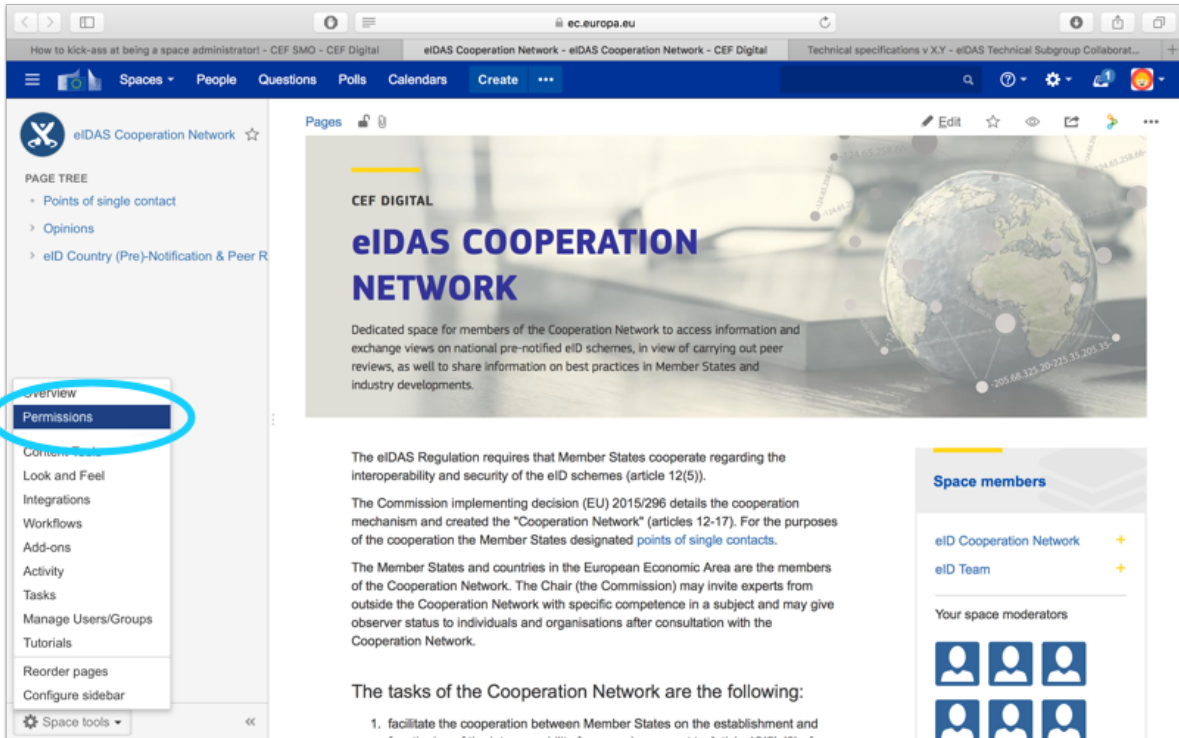 ec.europa.eu
How to kick-ass at being a space administrator! - CEF SMO - CEF Digital
eIDAS Cooperation Network - eIDAS Cooperation Network - CEF Digital
Technical specifications v X.Y - eIDAS Technical Subgroup Collaborat...
Spaces
People
Questions
Polls
Calendars
Create
1
eIDAS Cooperation Network
PAGE TREE
Points of single contact
Opinions
eID Country (Pre)-Notification & Peer R
Overview
Permissions
Content Tools
Look and Feel
Integrations
Workflows
Add-ons
Activity
Tasks
Manage Users/Groups
Tutorials
Reorder pages
Configure sidebar
Space tools
Pages
Edit
CEF DIGITAL
eIDAS COOPERATION
NETWORK
Dedicated space for members of the Cooperation Network to access information and
exchange views on national pre-notified eID schemes, in view of carrying out peer
reviews, as well to share information on best practices in Member States and
industry developments.
The eIDAS Regulation requires that Member States cooperate regarding the
interoperability and security of the eID schemes (article 12(5)).
The Commission implementing decision (EU) 2015/296 details the cooperation
mechanism and created the "Cooperation Network" (articles 12-17). For the purposes
of the cooperation the Member States designated points of single contacts.
The Member States and countries in the European Economic Area are the members
of the Cooperation Network. The Chair (the Commission) may invite experts from
outside the Cooperation Network with specific competence in a subject and may give
observer status to individuals and organisations after consultation with the
Cooperation Network.
The tasks of the Cooperation Network are the following:
1. facilitate the cooperation between Member States on the establishment and
Space members
eID Cooperation Network
eID Team
Your space moderators